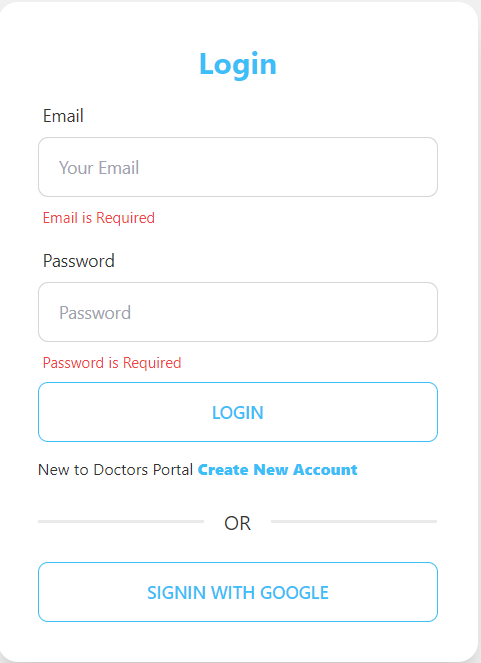 Login
Email
Your Email
Email is Required
Password
Password
Password is Required
LOGIN
New to Doctors Portal Create New Account
OR
SIGNIN WITH GOOGLE